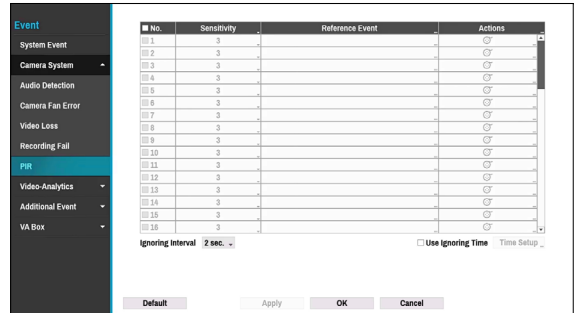 Event
System Event
Camera System
Audio Detection
Camera Fan Error
Video Loss
Recording Fail
PIR
Video-Analytics
Additional Event
VA Box
No. Sensitivity Reference Event Actions
1 3
2 3
3 3
4 3
5 3
6 3
7 3
8 3
9 3
10 3
11 3
12 3
13 3
14 3
15 3
16 3
Ignoring Interval 2 sec. Use Ignoring Time Time Setup
Default Apply OK Cancel